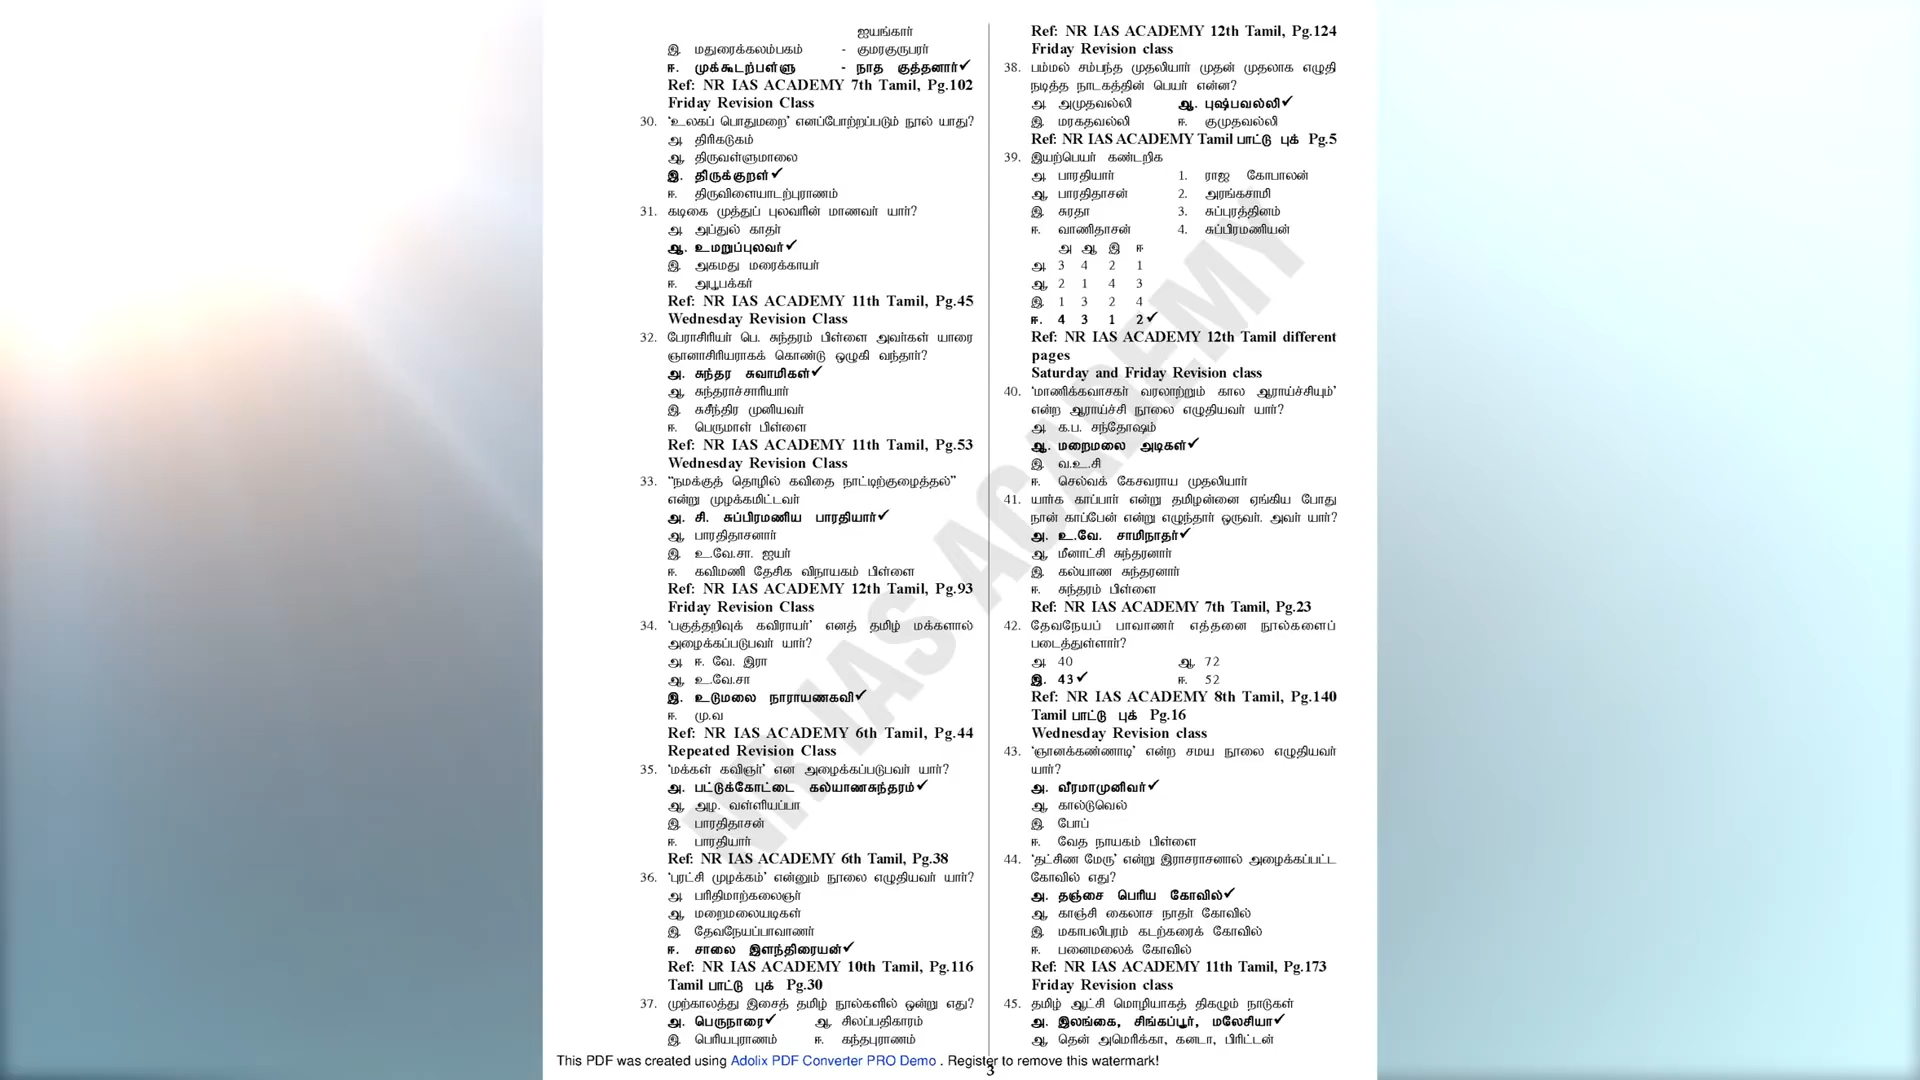 ஐயங்கார்
இ. மதுரைக்கலம்பகம் - குமரகுருபரர்
ஈ. முக்கூடற்பள்ளு - நாத குத்தனார்✓
Ref: NR IAS ACADEMY 7th Tamil, Pg.102
Friday Revision Class
30. 'உலகப் பொதுமறை' எனப்போற்றப்படும் நூல் யாது?
அ. திரிகடுகம்
ஆ. திருவள்ளுமாலை
இ. திருக்குறள்✓
ஈ. திருவிளையாடற்புராணம்
31. கடிகை முத்துப் புலவரின் மாணவர் யார்?
அ. அப்துல் காதர்
ஆ. உமறுப்புலவர்✓
இ. அகமது மரைக்காயர்
ஈ. அபூபக்கர்
Ref: NR IAS ACADEMY 11th Tamil, Pg.45
Wednesday Revision Class
32. பேராசிரியர் பெ. சுந்தரம் பிள்ளை அவர்கள் யாரை
ஞானாசிரியராகக் கொண்டு ஒழுகி வந்தார்?
அ. சுந்தர சுவாமிகள்✓
ஆ. சுந்தராச்சாரியார்
இ. சுசீந்திர முனியவர்
ஈ. பெருமாள் பிள்ளை
Ref: NR IAS ACADEMY 11th Tamil, Pg.53
Wednesday Revision Class
33. "நமக்குத் தொழில் கவிதை நாட்டிற்குழைத்தல்"
என்று முழக்கமிட்டவர்
அ. சி. சுப்பிரமணிய பாரதியார்✓
ஆ. பாரதிதாசனார்
இ. உ.வே.சா. ஐயர்
ஈ. கவிமணி தேசிக விநாயகம் பிள்ளை
Ref: NR IAS ACADEMY 12th Tamil, Pg.93
Friday Revision Class
34. 'பகுத்தறிவுக் கவிராயர்' எனத் தமிழ் மக்களால்
அழைக்கப்படுபவர் யார்?
அ. ஈ. வே. இரா
ஆ. உ.வே.சா
இ. உடுமலை நாராயணகவி✓
ஈ. மு.வ
Ref: NR IAS ACADEMY 6th Tamil, Pg.44
Repeated Revision Class
35. 'மக்கள் கவிஞர்' என அழைக்கப்படுபவர் யார்?
அ. பட்டுக்கோட்டை கல்யாணசுந்தரம்✓
ஆ. அழ. வள்ளியப்பா
இ. பாரதிதாசன்
ஈ. பாரதியார்
Ref: NR IAS ACADEMY 6th Tamil, Pg.38
36. 'புரட்சி முழக்கம்' என்னும் நூலை எழுதியவர் யார்?
அ. பரிதிமாற்கலைஞர்
ஆ. மறைமலையடிகள்
இ. தேவநேயப்பாவாணர்
ஈ. சாலை இளந்திரையன்✓
Ref: NR IAS ACADEMY 10th Tamil, Pg.116
Tamil பாட்டு புக் Pg.30
37. முற்காலத்து இசைத் தமிழ் நூல்களில் ஒன்று எது?
அ. பெருநாரை✓ ஆ. சிலப்பதிகாரம்
இ. பெரியபுராணம் ஈ. கந்தபுராணம்
Ref: NR IAS ACADEMY 12th Tamil, Pg.124
Friday Revision class
38. பம்மல் சம்பந்த முதலியார் முதன் முதலாக எழுதி
நடித்த நாடகத்தின் பெயர் என்ன?
அ. அமுதவல்லி ஆ. புஷ்பவல்லி✓
இ. மரகதவல்லி ஈ. குமுதவல்லி
Ref: NR IAS ACADEMY Tamil பாட்டு புக் Pg.5
39. இயற்பெயர் கண்டறிக
அ. பாரதியார் 1. ராஜ கோபாலன்
ஆ. பாரதிதாசன் 2. அரங்கசாமி
இ. சுரதா 3. சுப்புரத்தினம்
ஈ. வாணிதாசன் 4. சுப்பிரமணியன்
அ ஆ இ ஈ
அ. 3 4 2 1
ஆ. 2 1 4 3
இ. 1 3 2 4
ஈ. 4 3 1 2✓
Ref: NR IAS ACADEMY 12th Tamil different
pages
Saturday and Friday Revision class
40. 'மாணிக்கவாசகர் வரலாற்றும் கால ஆராய்ச்சியும்'
என்ற ஆராய்ச்சி நூலை எழுதியவர் யார்?
அ. க.ப. சந்தோஷம்
ஆ. மறைமலை அடிகள்✓
இ. வ.உ.சி
ஈ. செல்வக் கேசவராய முதலியார்
41. யார்க காப்பார் என்று தமிழன்னை ஏங்கிய போது
நான் காப்பேன் என்று எழுந்தார் ஒருவர். அவர் யார்?
அ. உ.வே. சாமிநாதர்✓
ஆ. மீனாட்சி சுந்தரனார்
இ. கல்யாண சுந்தரனார்
ஈ. சுந்தரம் பிள்ளை
Ref: NR IAS ACADEMY 7th Tamil, Pg.23
42. தேவநேயப் பாவாணர் எத்தனை நூல்களைப்
படைத்துள்ளார்?
அ. 40 ஆ. 72
இ. 43✓ ஈ. 52
Ref: NR IAS ACADEMY 8th Tamil, Pg.140
Tamil பாட்டு புக் Pg.16
Wednesday Revision class
43. 'ஞானக்கண்ணாடி' என்ற சமய நூலை எழுதியவர்
யார்?
அ. வீரமாமுனிவர்✓
ஆ. கால்டுவெல்
இ. போப்
ஈ. வேத நாயகம் பிள்ளை
44. 'தட்சிண மேரு' என்று இராசராசனால் அழைக்கப்பட்ட
கோவில் எது?
அ. தஞ்சை பெரிய கோவில்✓
ஆ. காஞ்சி கைலாச நாதர் கோவில்
இ. மகாபலிபுரம் கடற்கரைக் கோவில்
ஈ. பனைமலைக் கோவில்
Ref: NR IAS ACADEMY 11th Tamil, Pg.173
Friday Revision class
45. தமிழ் ஆட்சி மொழியாகத் திகழும் நாடுகள்
அ. இலங்கை, சிங்கப்பூர், மலேசியா✓
ஆ. தென் அமெரிக்கா, கனடா, பிரிட்டன்
NR IAS ACADEMY
This PDF was created using Adolix PDF Converter PRO Demo . Register to remove this watermark!
3